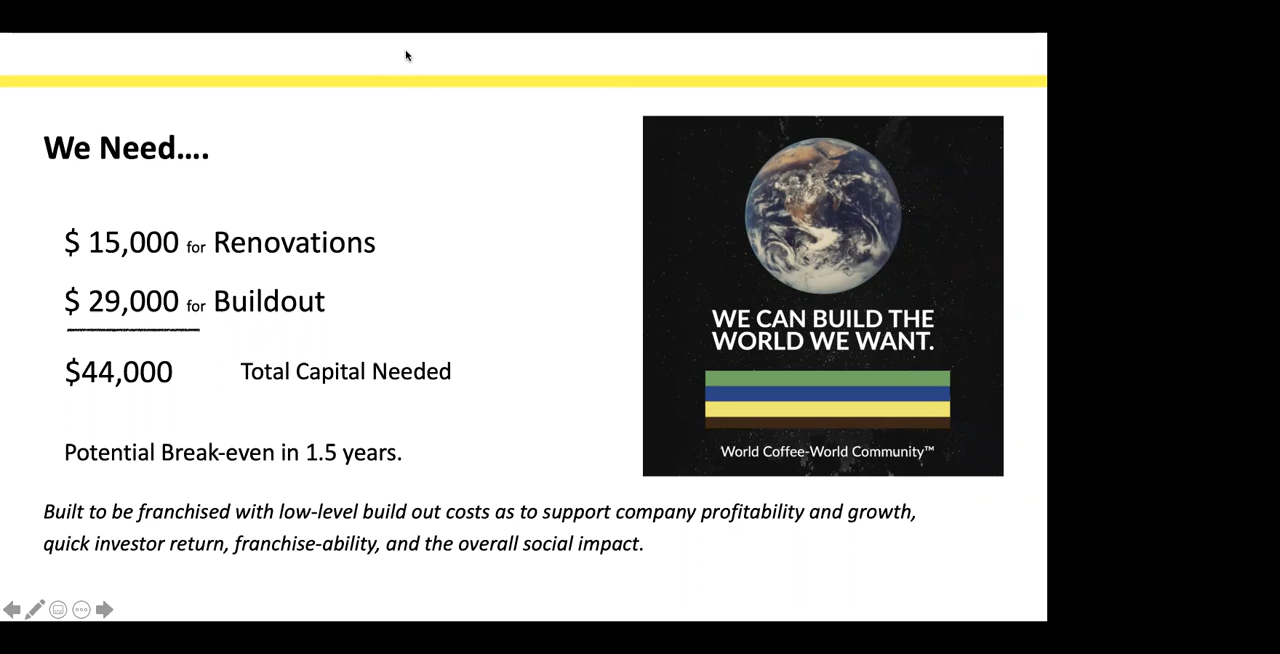 We Need....
$ 15,000 for Renovations
$ 29,000 for Buildout
$44,000 Total Capital Needed
Potential Break-even in 1.5 years.
Built to be franchised with low-level build out costs as to support company profitability and growth,
quick investor return, franchise-ability, and the overall social impact.
WE CAN BUILD THE
WORLD WE WANT.
World Coffee-World Community™